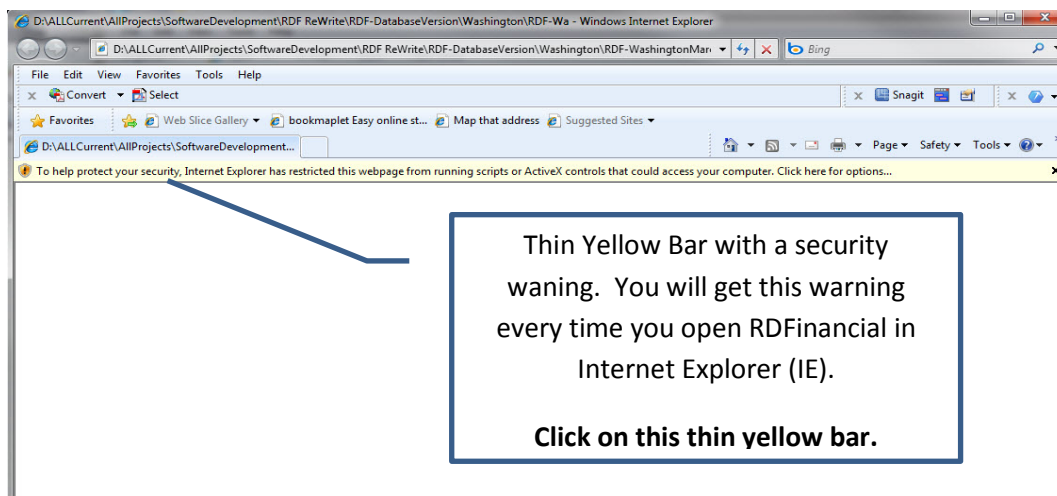 D:\ALLCurrent\AllProjects\SoftwareDevelopment\RDF ReWrite\RDF-DatabaseVersion\Washington\RDF-Wa - Windows Internet Explorer
D:\ALLCurrent\AllProjects\SoftwareDevelopment\RDF ReWrite\RDF-DatabaseVersion\Washington\RDF-WashingtonMar
Bing
File Edit View Favorites Tools Help
x Convert Select x Snagit x
Favorites Web Slice Gallery bookmaplet Easy online st... Map that address Suggested Sites
D:\ALLCurrent\AllProjects\SoftwareDevelopment... Page Safety Tools
To help protect your security, Internet Explorer has restricted this webpage from running scripts or ActiveX controls that could access your computer. Click here for options...
Thin Yellow Bar with a security
waning. You will get this warning
every time you open RDFinancial in
Internet Explorer (IE).
Click on this thin yellow bar.